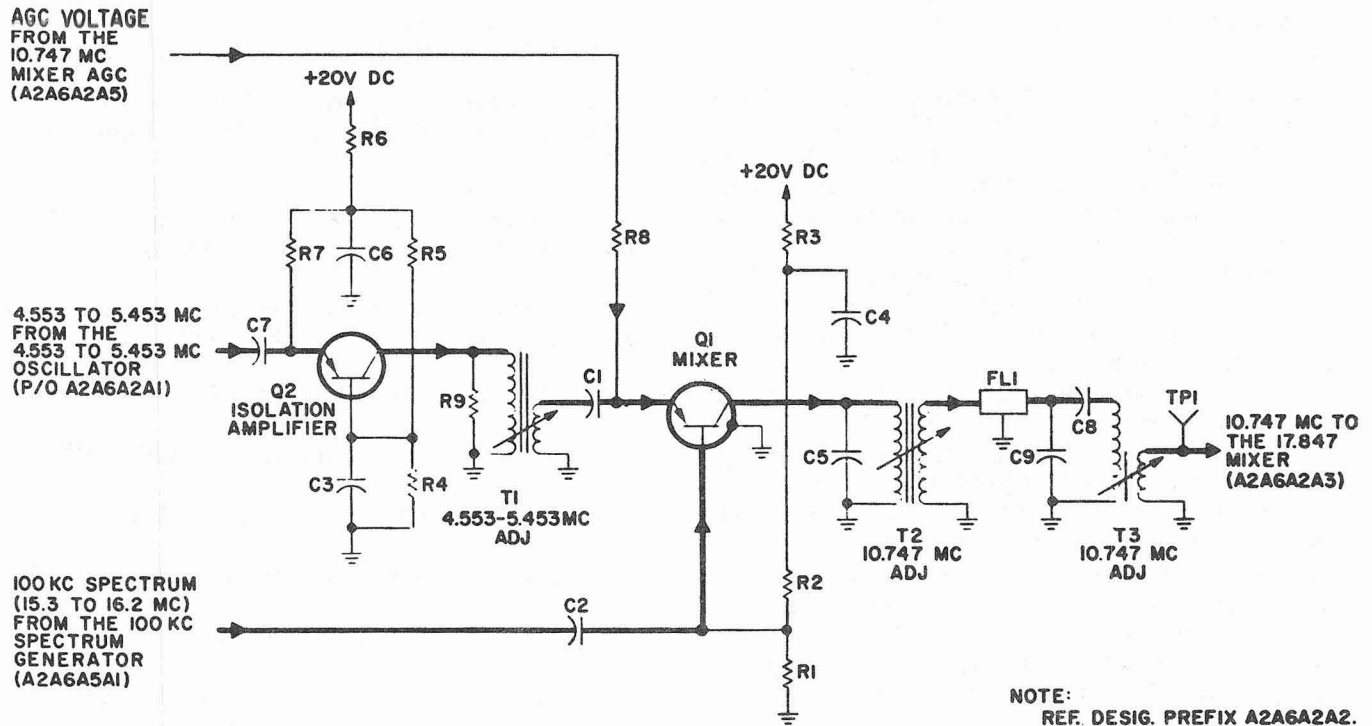 AGC VOLTAGE
FROM THE
10.747 MC
MIXER AGC
(A2A6A2A5)
+20V DC
R6
R7
C6
R5
R8
+20V DC
R3
C4
4.553 TO 5.453 MC
FROM THE
4.553 TO 5.453 MC
OSCILLATOR
(P/O A2A6A2A1)
C7
Q2
ISOLATION
AMPLIFIER
R9
C1
Q1
MIXER
C3
R4
T1
4.553-5.453MC
ADJ
C5
T2
10.747 MC
ADJ
FL1
C9
C8
T3
10.747 MC
ADJ
TP1
10.747 MC TO
THE 17.847
MIXER
(A2A6A2A3)
100 KC SPECTRUM
(15.3 TO 16.2 MC)
FROM THE 100 KC
SPECTRUM
GENERATOR
(A2A6A5A1)
C2
R2
R1
NOTE:
REF. DESIG. PREFIX A2A6A2A2.